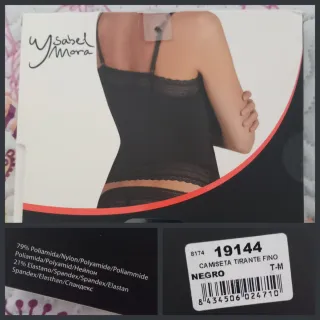 Ysabel
Mora
79% Poliamida/Nylon/Polyamide/Poliammide
Poliamida/Polyamid/Нейлон
21% Elastano/Spandex/Spandex/Elastan
Spandex/Elasthan/Спандекс
6174 19144
CAMISETA TIRANTE FINO
NEGRO T-M
8 434506 024710